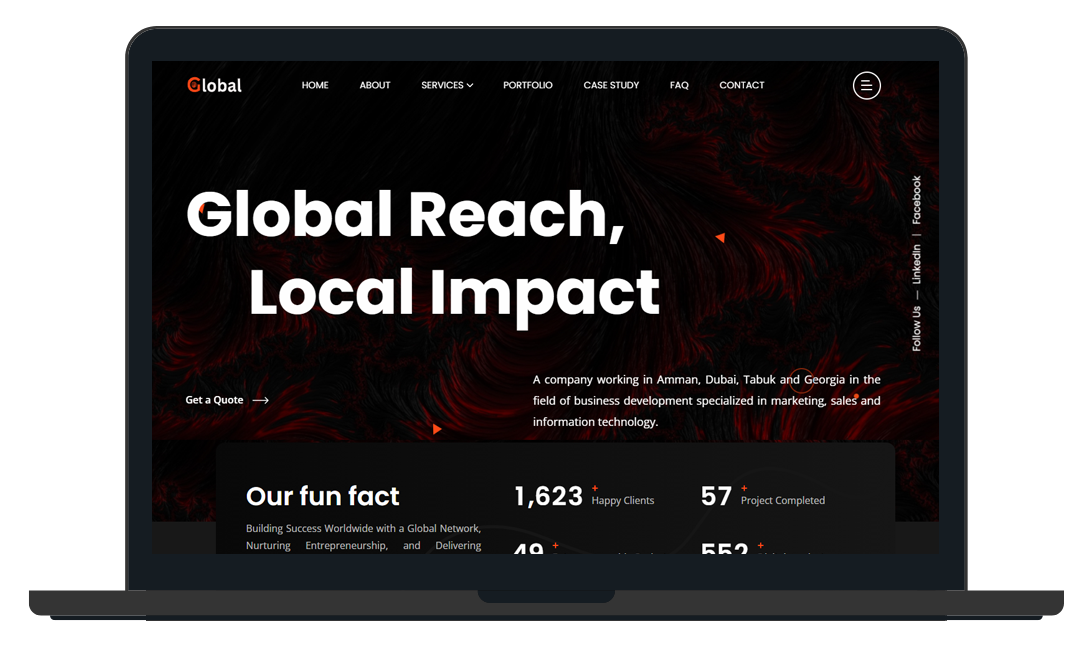 Global
HOME ABOUT SERVICES PORTFOLIO CASE STUDY FAQ CONTACT
Global Reach,
Local Impact
Follow Us — LinkedIn | Facebook
A company working in Amman, Dubai, Tabuk and Georgia in the
field of business development specialized in marketing, sales and
information technology.
Get a Quote
Our fun fact
Building Success Worldwide with a Global Network,
Nurturing Entrepreneurship, and Delivering
1,623 + Happy Clients
57 + Project Completed
49 +
552 +